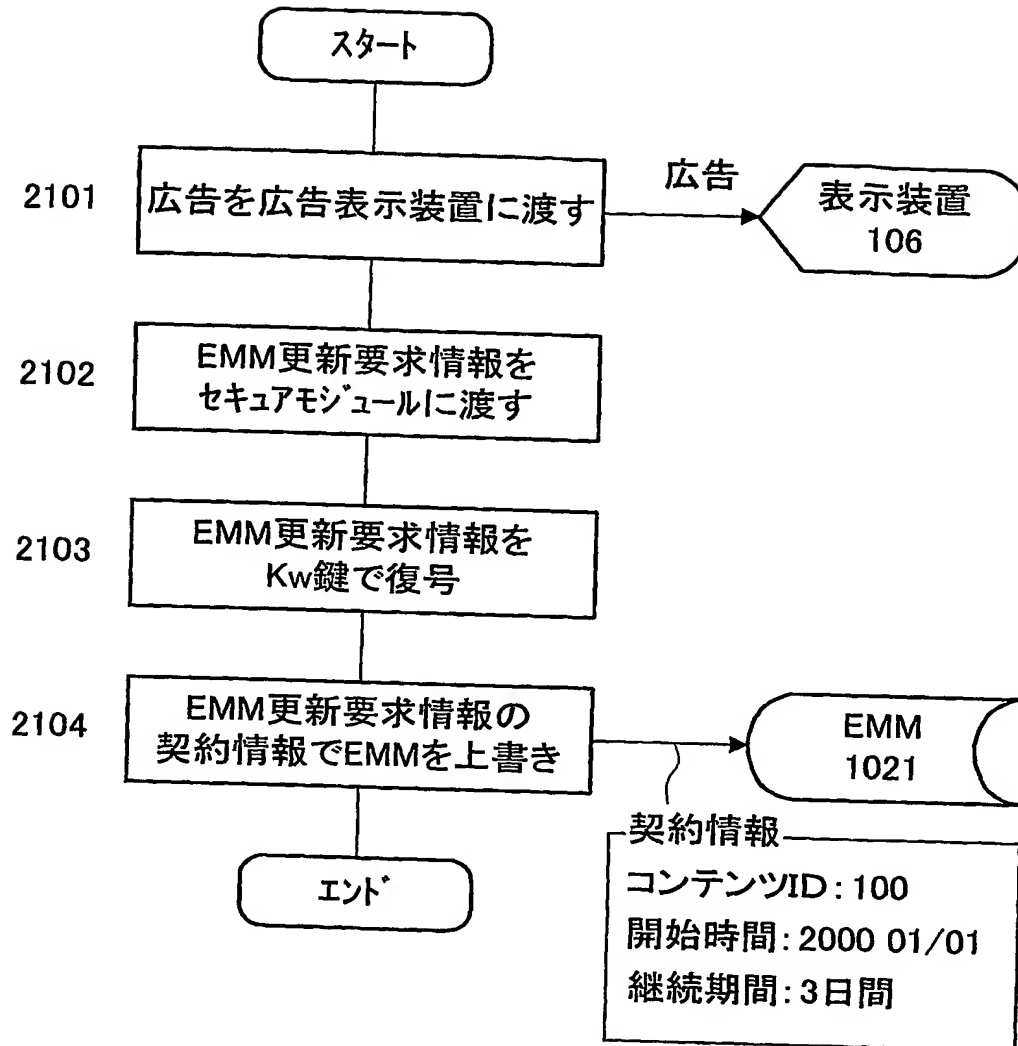 スタート
2101
広告を広告表示装置に渡す
広告
表示装置
106
2102
EMM更新要求情報を
セキュアモジュールに渡す
2103
EMM更新要求情報を
Kw鍵で復号
2104
EMM更新要求情報の
契約情報でEMMを上書き
EMM
1021
エンド
契約情報
コンテンツID:100
開始時間:2000 01/01
継続期間:3日間